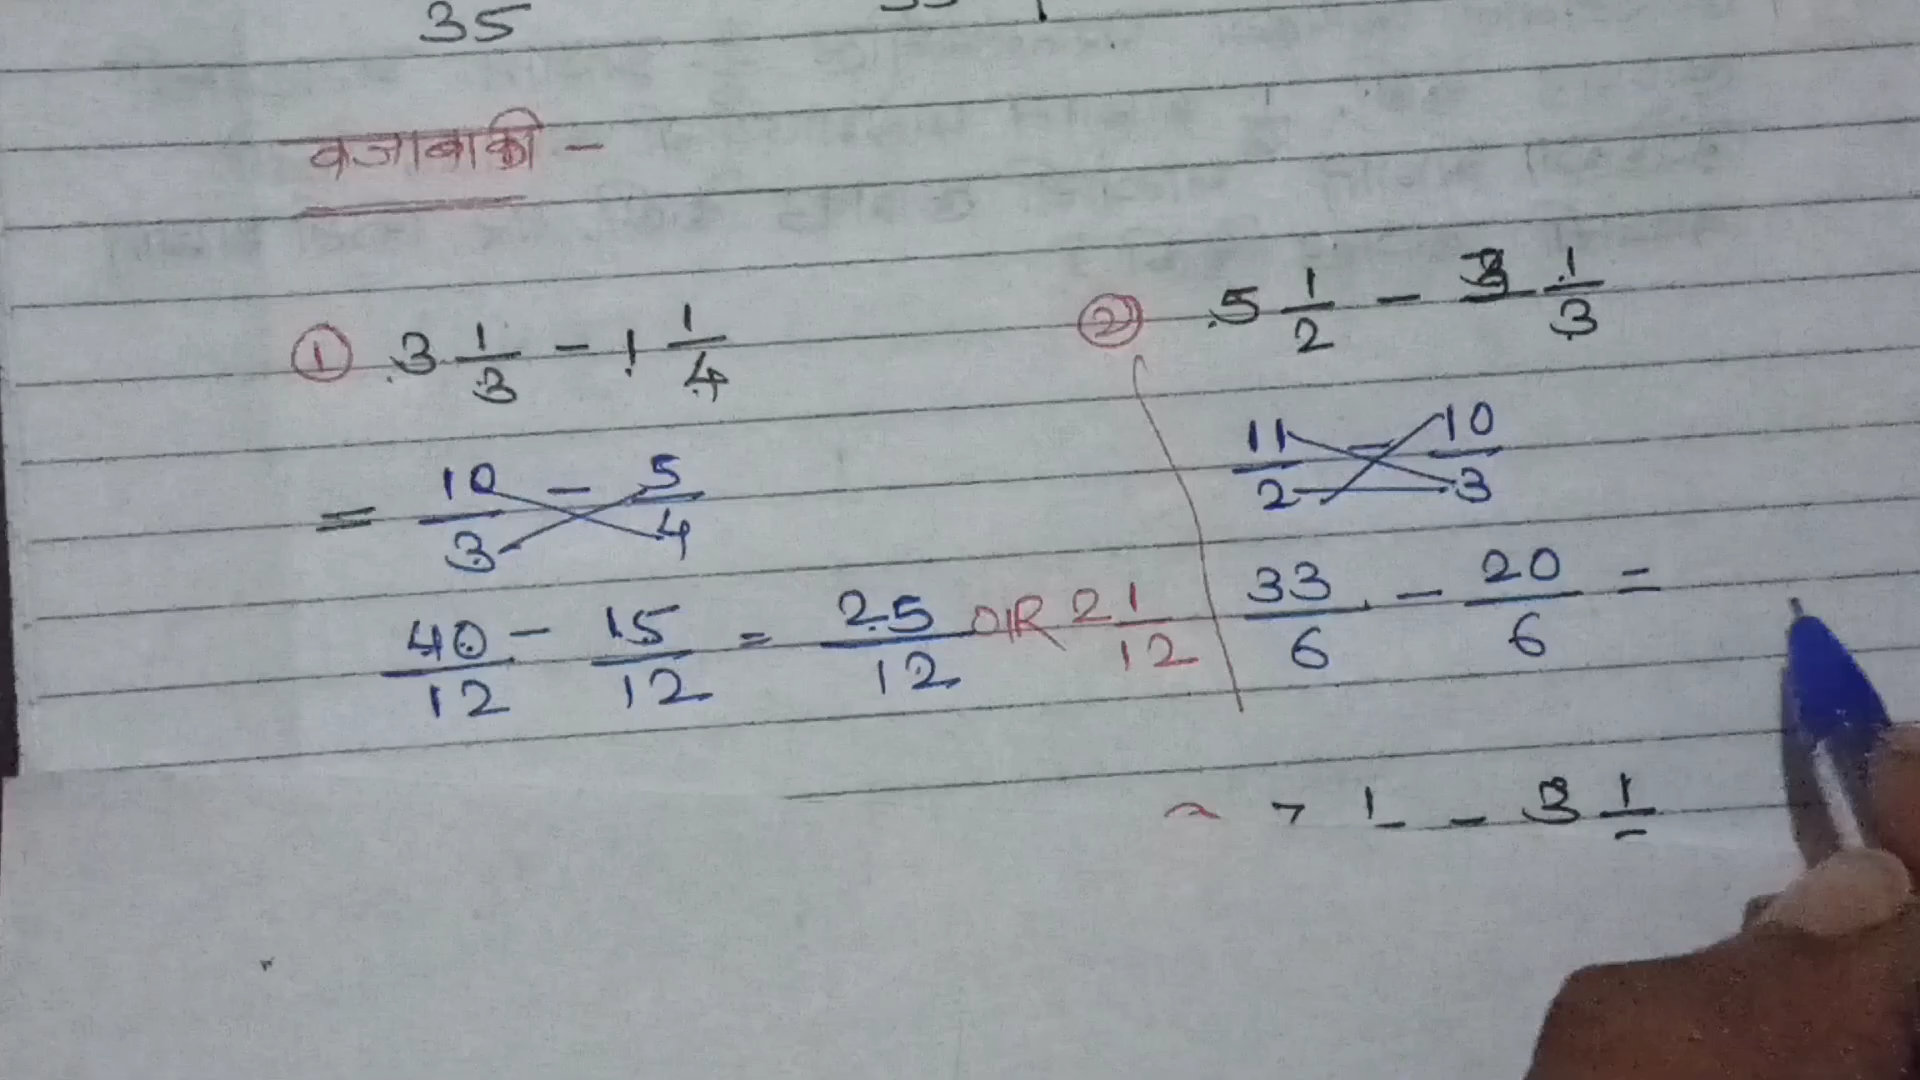 35
वजाबाकी -
① 3 1/3 - 1 1/4
= 10/3 - 5/4
40/12 - 15/12 = 25/12 OR 2 1/12
② 5 1/2 - 3 1/3
11/2 - 10/3
33/6 - 20/6 =
1 - 3 1